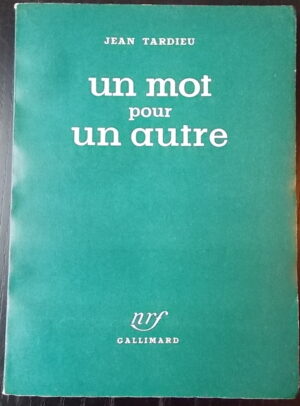 JEAN TARDIEU
un mot
pour
un autre
nrf
GALLIMARD